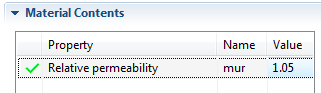 Material Contents
Property Name Value
Relative permeability mur 1.05